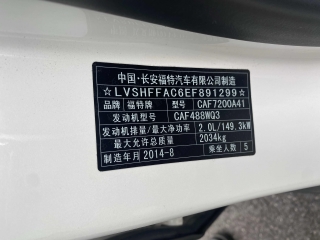 中国·长安福特汽车有限公司制造
☆LVSHFFAC6EF891299☆
品牌 福特牌 型号 CAF7200A41
发动机型号 CAF488WQ3
发动机排量/最大净功率 2.0L/149.3kW
最大允许总质量 2034kg
制造年月 2014-8 乘坐人数 5